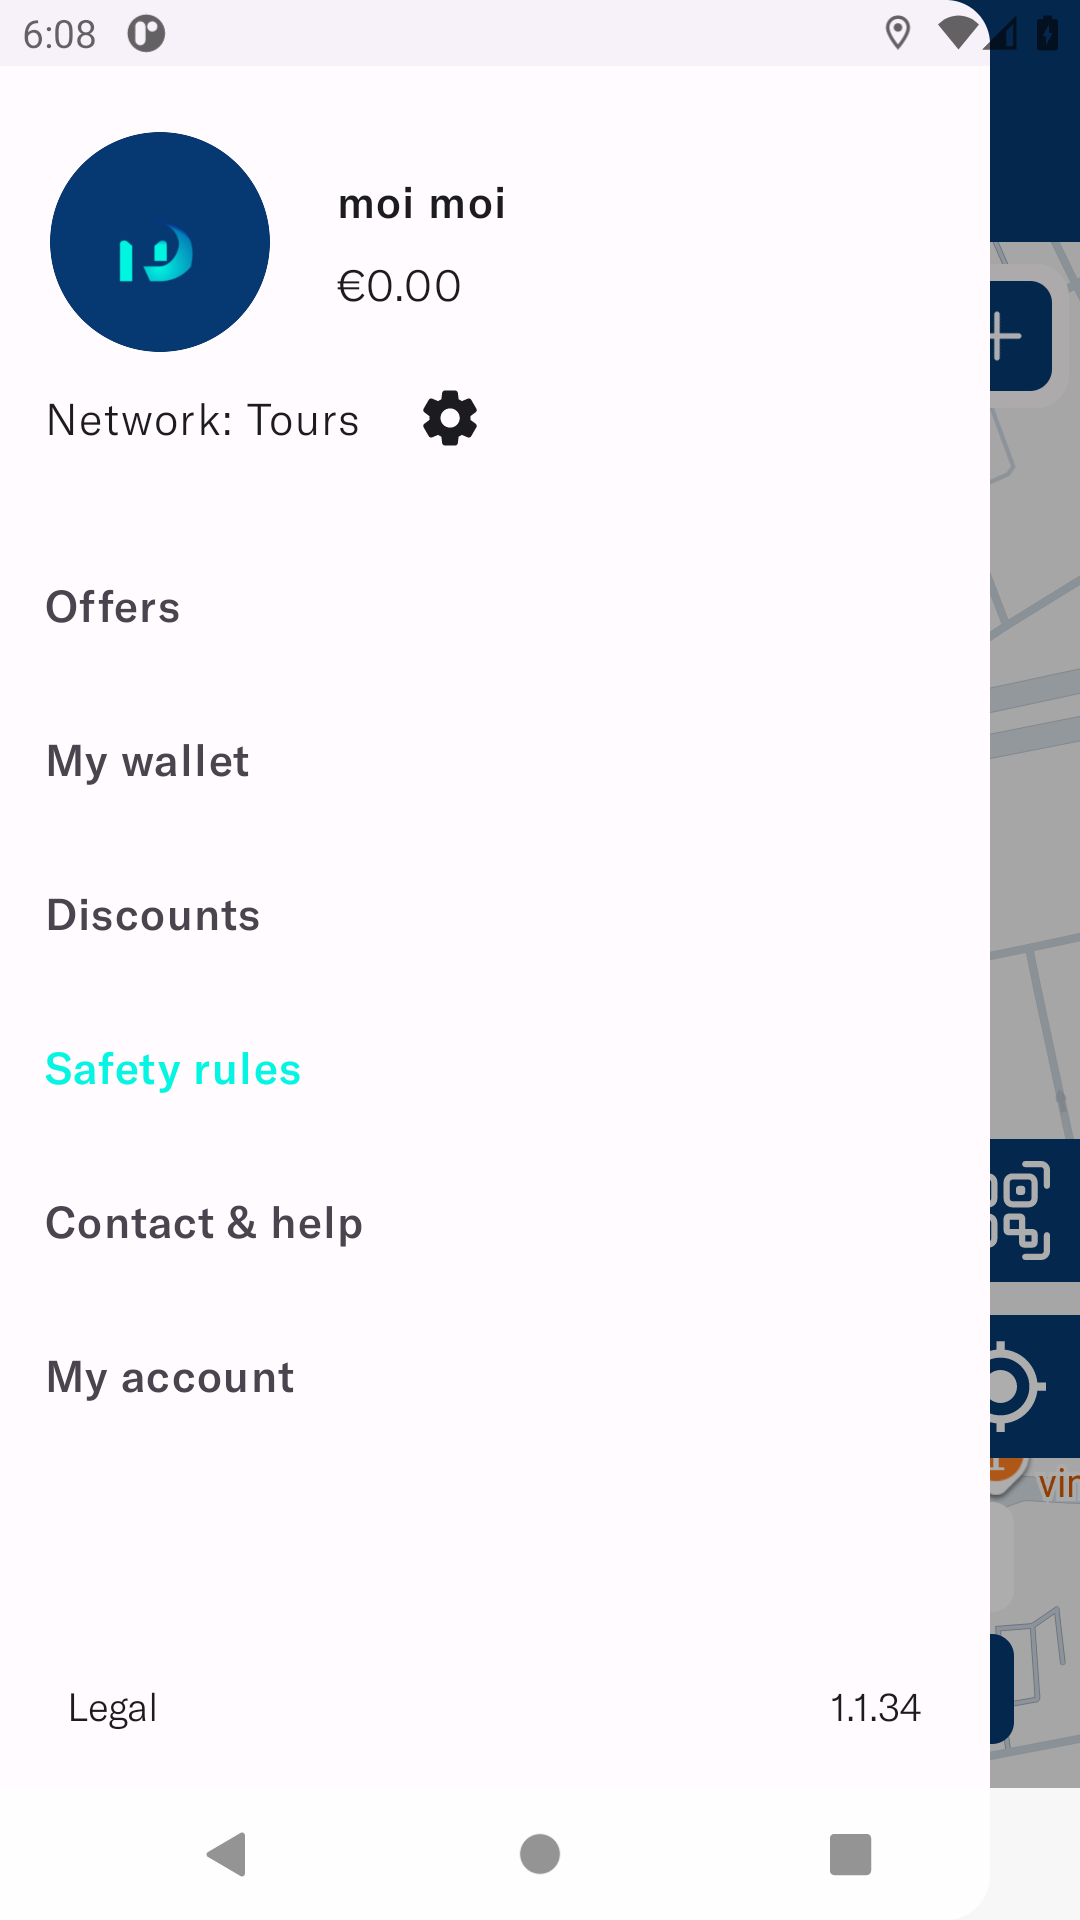 6:08
moi moi
€0.00
Network: Tours
Offers
My wallet
Discounts
Safety rules
Contact & help
My account
Legal
1.1.34